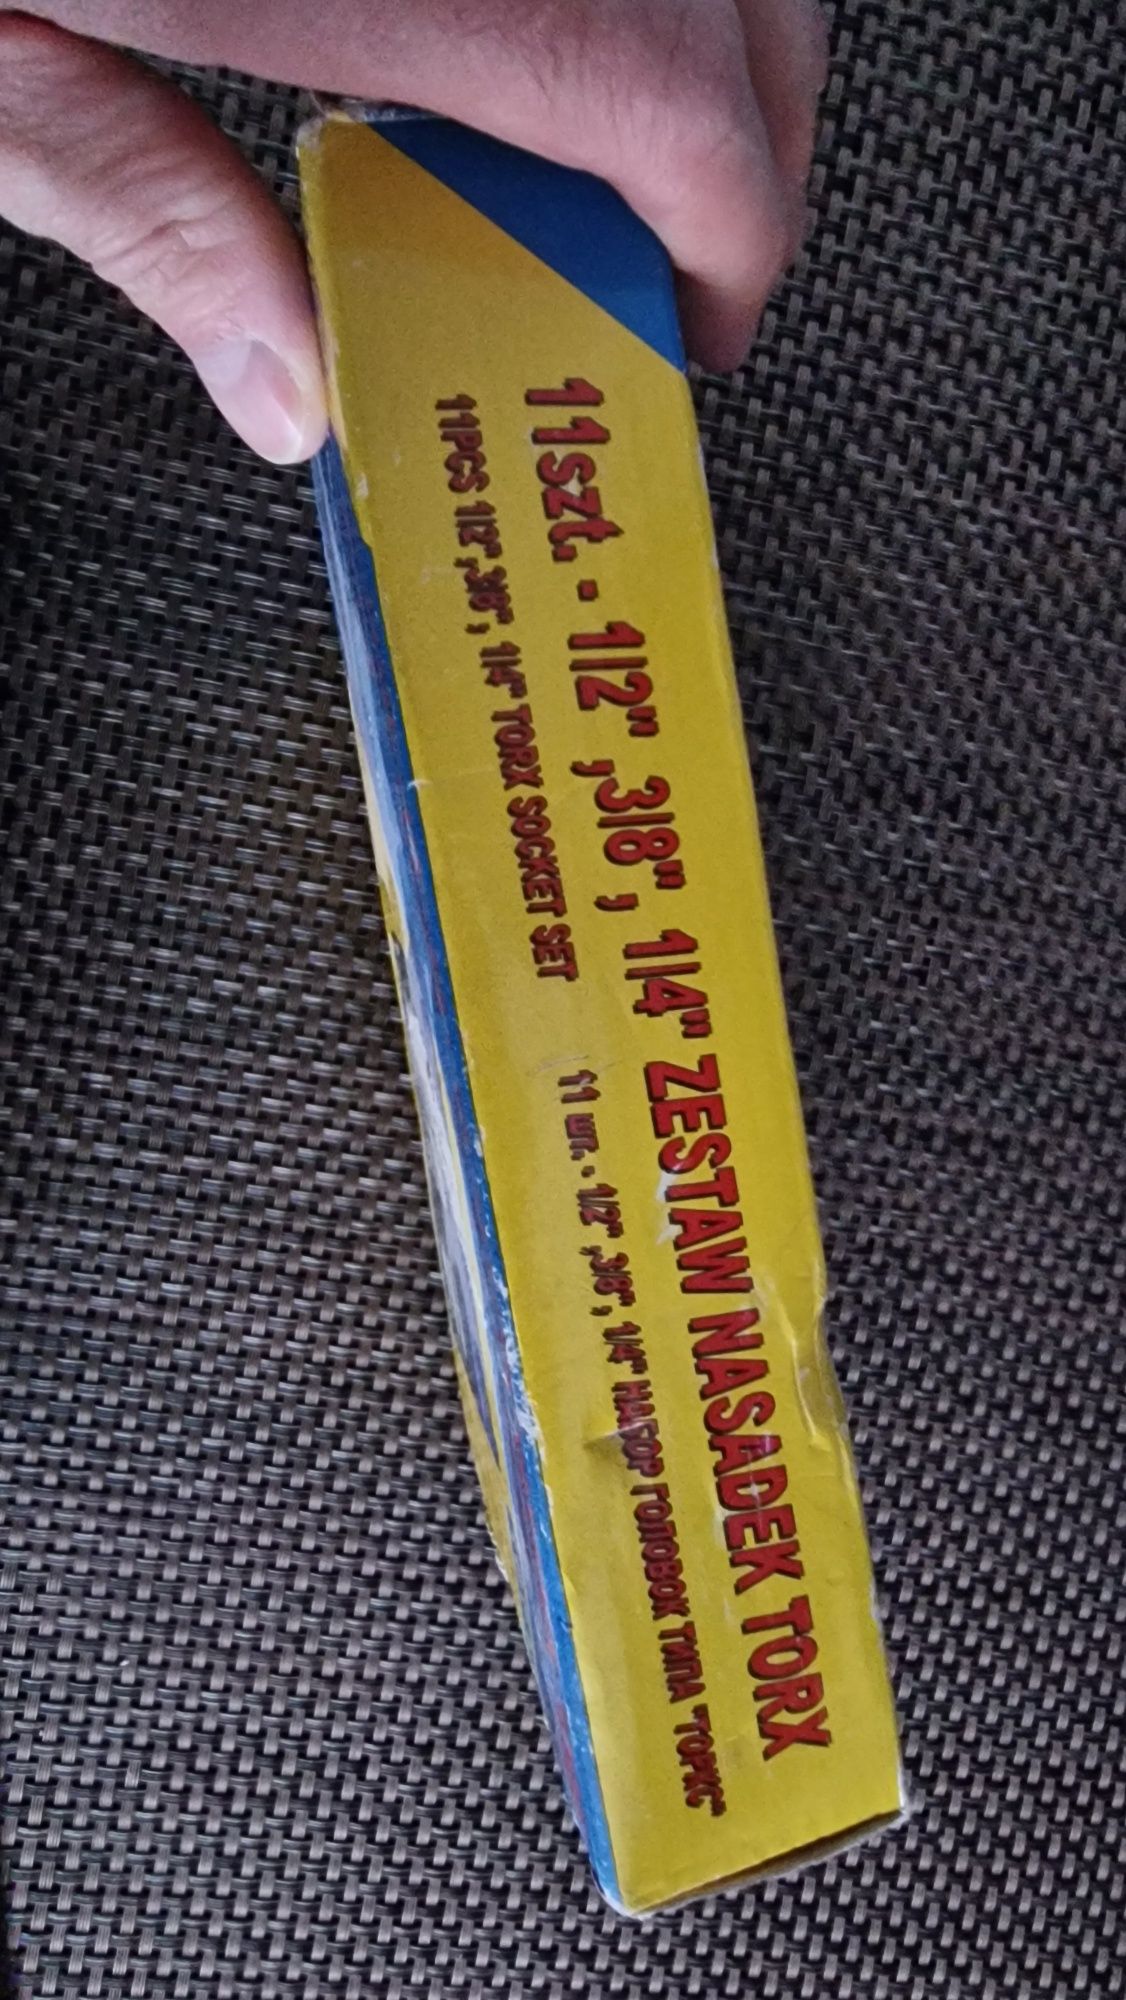 11szt. - 1/2" ,3/8", 1/4" ZESTAW NASADEK TORX
11PCS 1/2" ,3/8", 1/4" TORX SOCKET SET
11 шт. - 1/2" ,3/8", 1/4" НАБОР ГОЛОВОК ТИПА "ТОРКС"